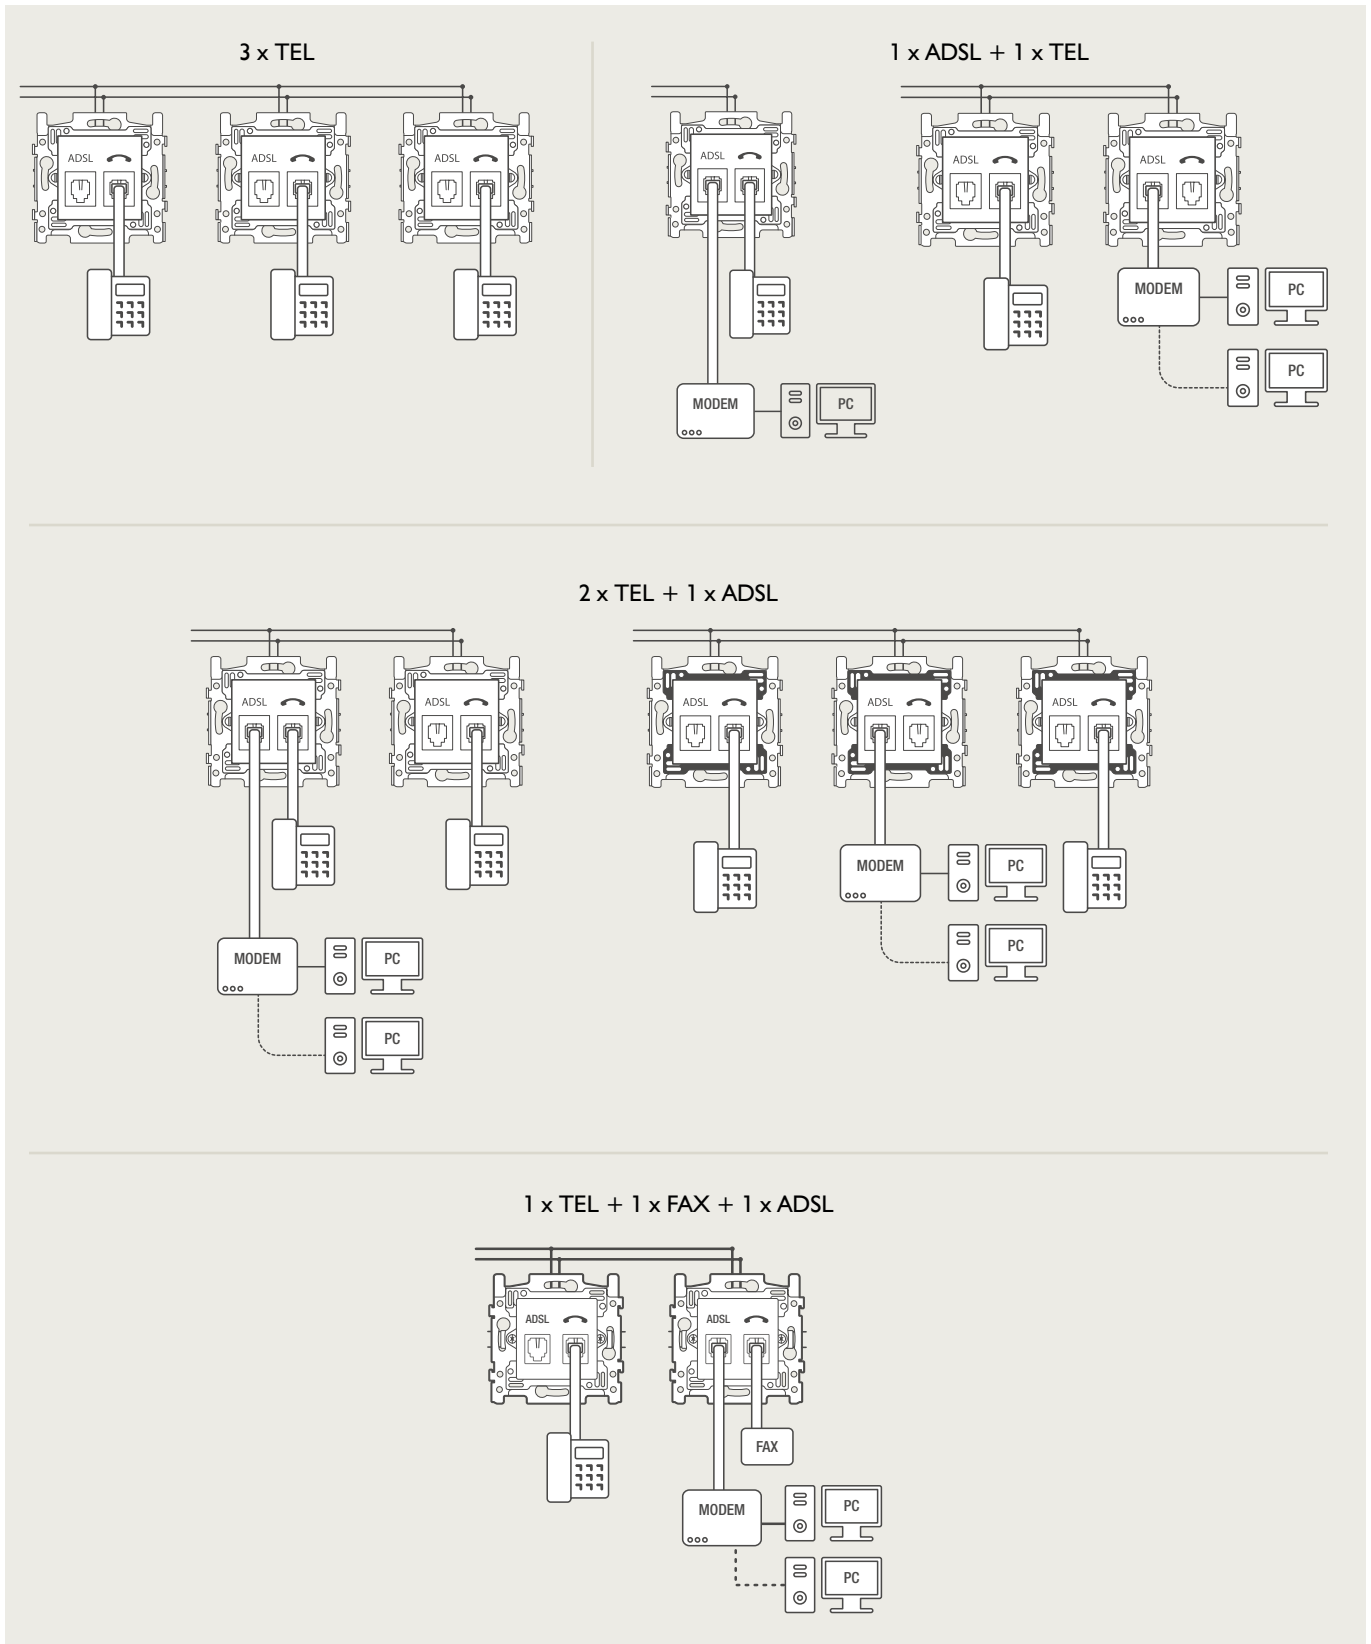 3 x TEL
1 x ADSL + 1 x TEL
ADSL
ADSL
ADSL
ADSL
ADSL
ADSL
MODEM
PC
PC
MODEM
PC
2 x TEL + 1 x ADSL
ADSL
ADSL
ADSL
ADSL
ADSL
MODEM
PC
PC
MODEM
PC
PC
1 x TEL + 1 x FAX + 1 x ADSL
ADSL
ADSL
FAX
MODEM
PC
PC